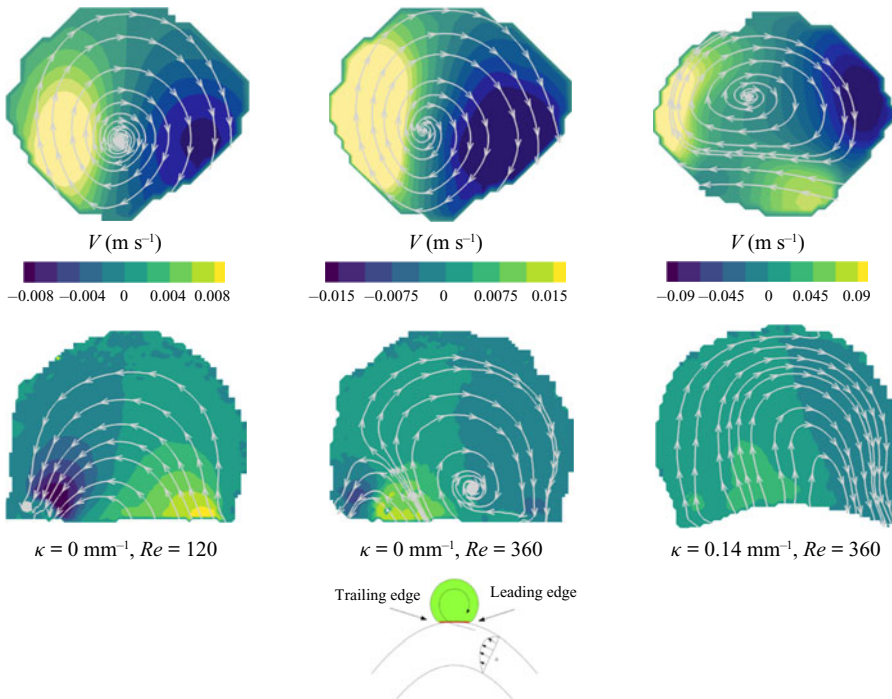 V (m s⁻¹) V (m s⁻¹) V (m s⁻¹)
−0.008 −0.004 0 0.004 0.008 −0.015 −0.0075 0 0.0075 0.015 −0.09 −0.045 0 0.045 0.09
κ = 0 mm⁻¹, Re = 120 κ = 0 mm⁻¹, Re = 360 κ = 0.14 mm⁻¹, Re = 360
Trailing edge Leading edge